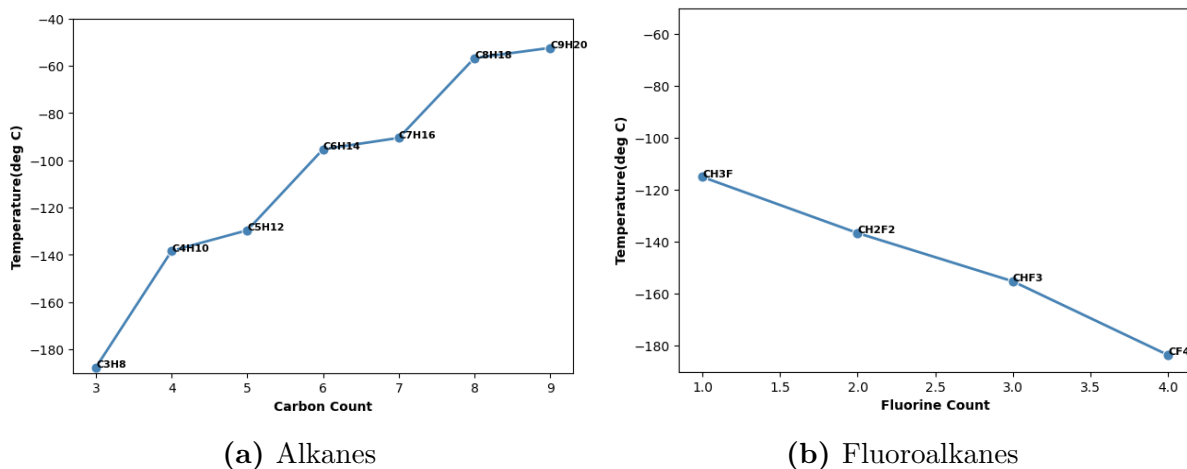 −40
−60
−80
−100
−120
−140
−160
−180
Temperature(deg C)
C3H8
C4H10
C5H12
C6H14
C7H16
C8H18
C9H20
3 4 5 6 7 8 9
Carbon Count
(a) Alkanes
−60
−80
−100
−120
−140
−160
−180
Temperature(deg C)
CH3F
CH2F2
CHF3
CF4
1.0 1.5 2.0 2.5 3.0 3.5 4.0
Fluorine Count
(b) Fluoroalkanes